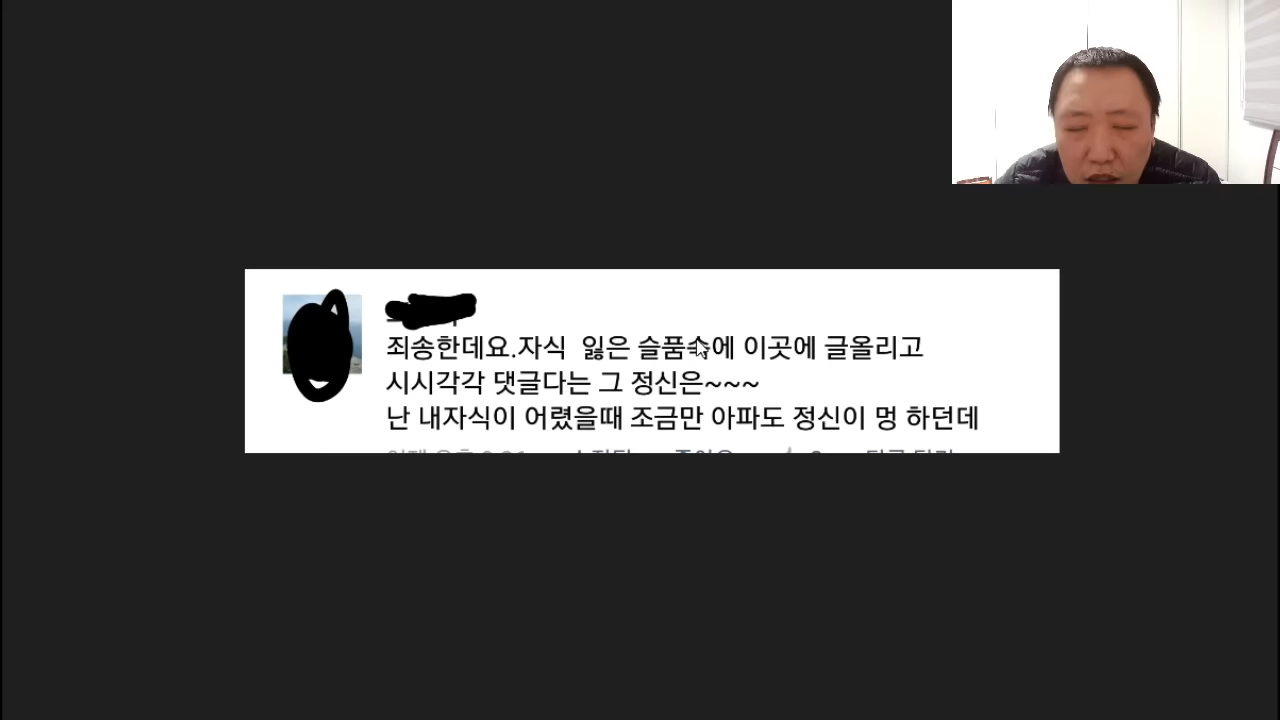 죄송한데요.자식 잃은 슬픔속에 이곳에 글올리고
시시각각 댓글다는 그 정신은~~~
난 내자식이 어렸을때 조금만 아파도 정신이 멍 하던데